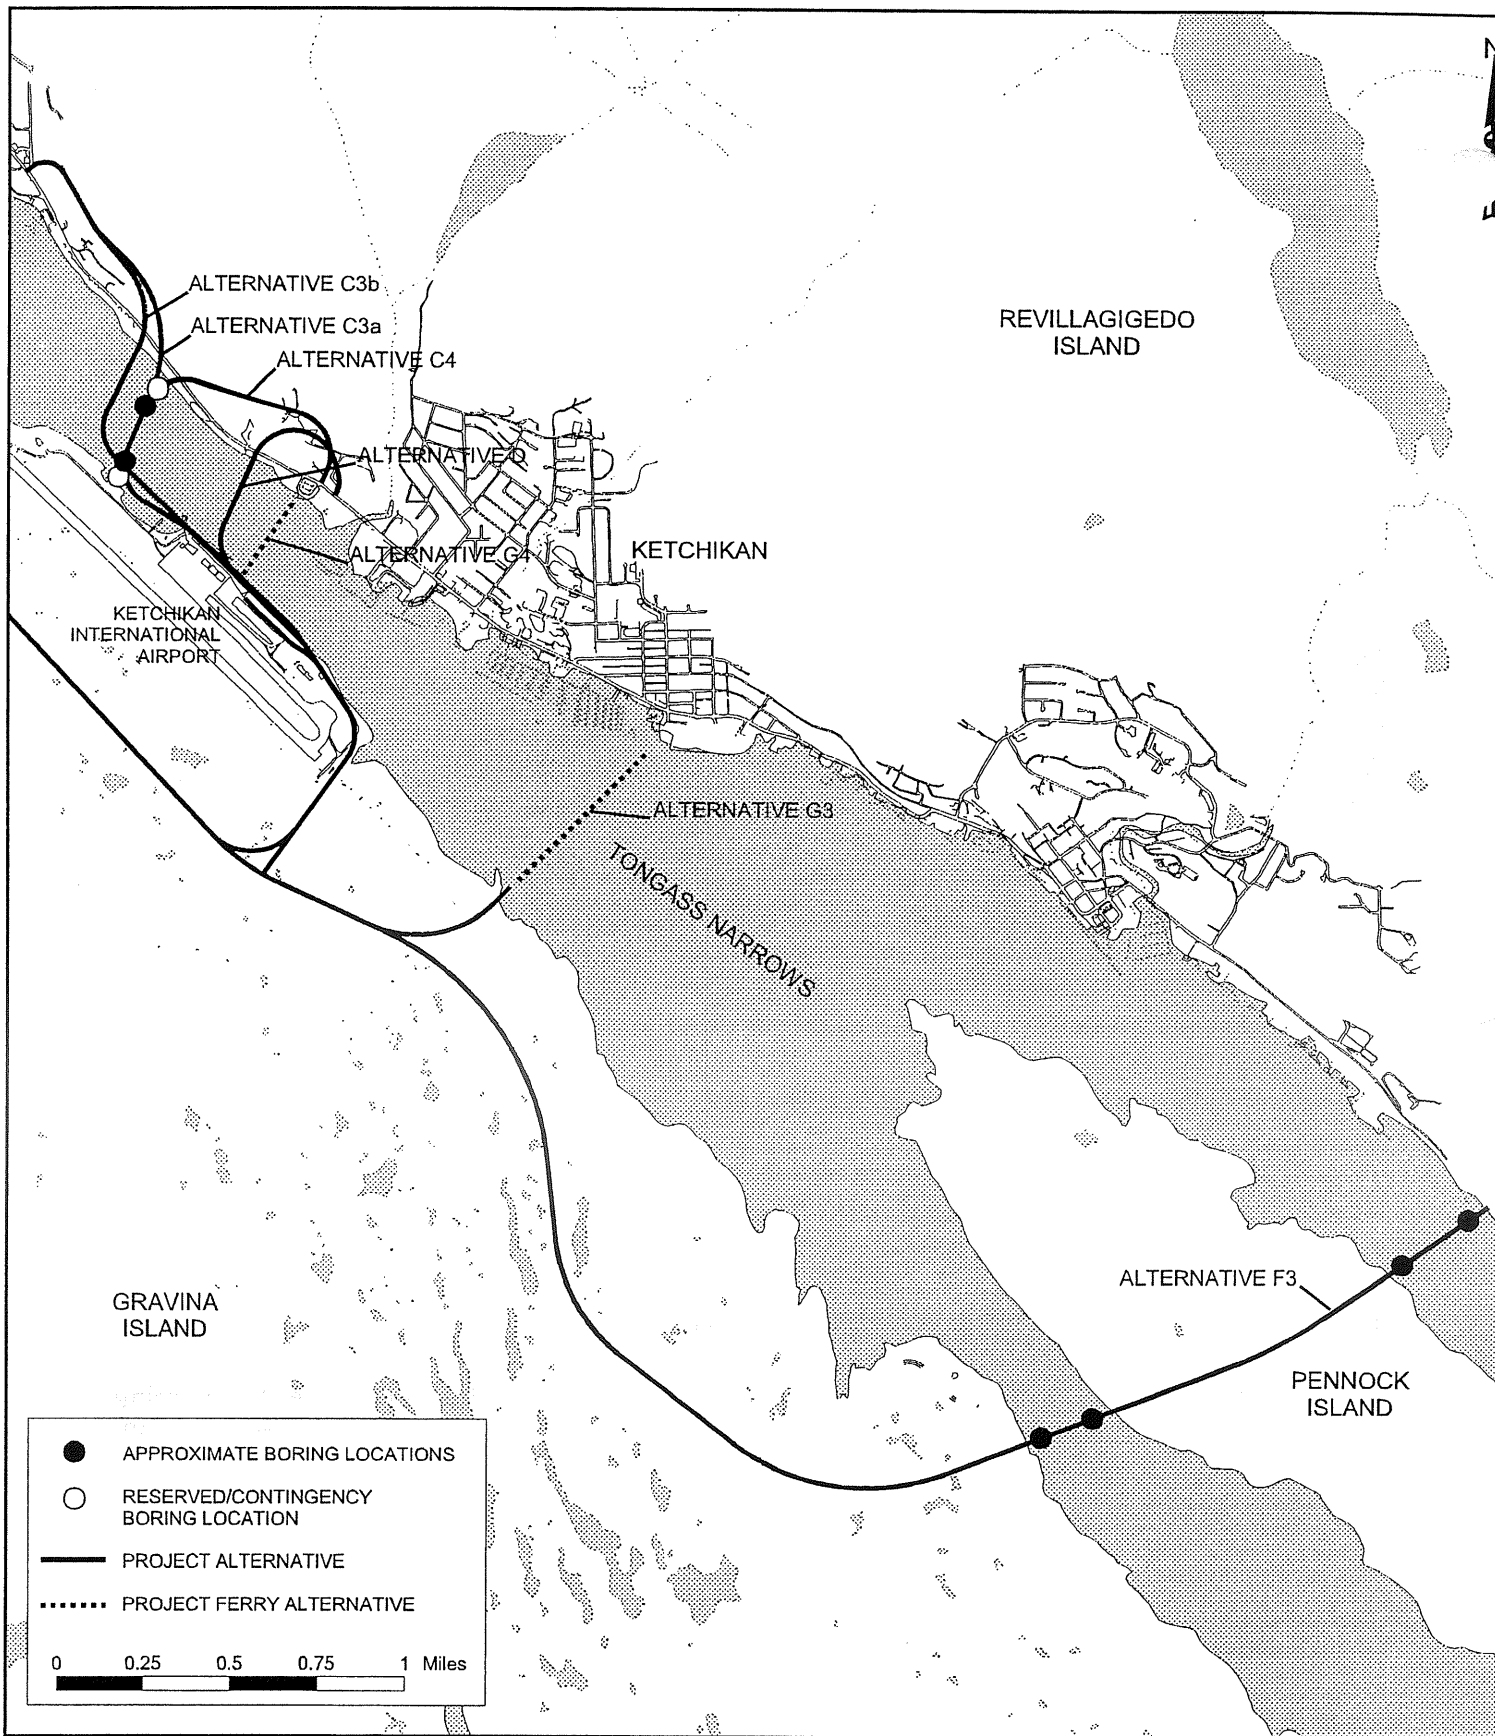 N
ALTERNATIVE C3b
ALTERNATIVE C3a
ALTERNATIVE C4
REVILLAGIGEDO
ISLAND
ALTERNATIVE D
ALTERNATIVE G4
KETCHIKAN
KETCHIKAN
INTERNATIONAL
AIRPORT
ALTERNATIVE G3
TONGASS NARROWS
ALTERNATIVE F3
GRAVINA
ISLAND
PENNOCK
ISLAND
APPROXIMATE BORING LOCATIONS
RESERVED/CONTINGENCY
BORING LOCATION
PROJECT ALTERNATIVE
PROJECT FERRY ALTERNATIVE
0 0.25 0.5 0.75 1 Miles